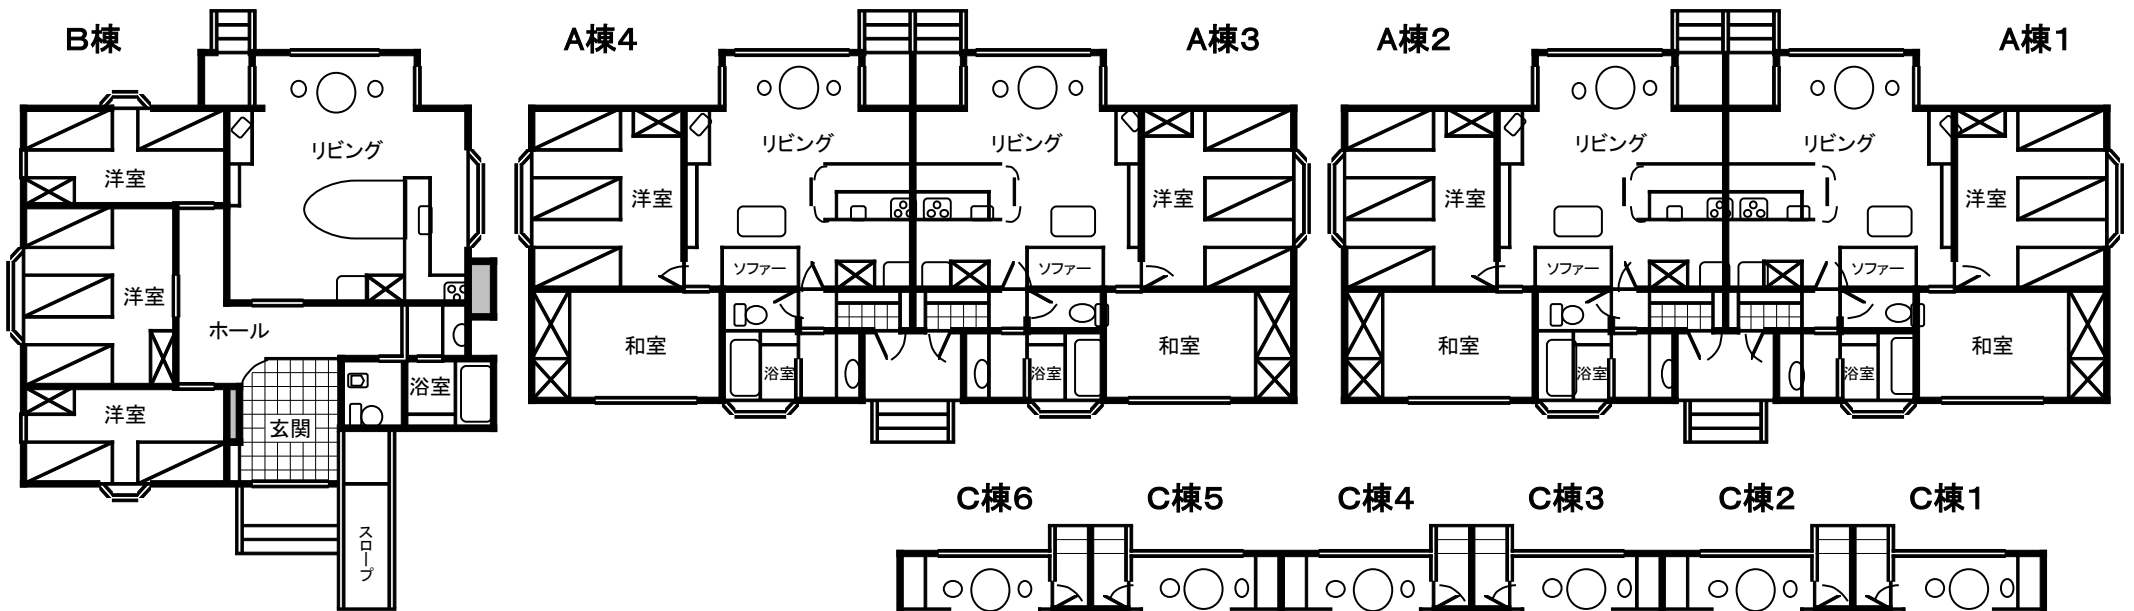 B棟
A棟4
A棟3
A棟2
A棟1
リビング
リビング
リビング
リビング
リビング
洋室
洋室
洋室
洋室
洋室
洋室
ソファー
ソファー
ソファー
ソファー
ホール
和室
和室
和室
和室
浴室
浴室
浴室
浴室
浴室
洋室
玄関
スロープ
C棟6
C棟5
C棟4
C棟3
C棟2
C棟1